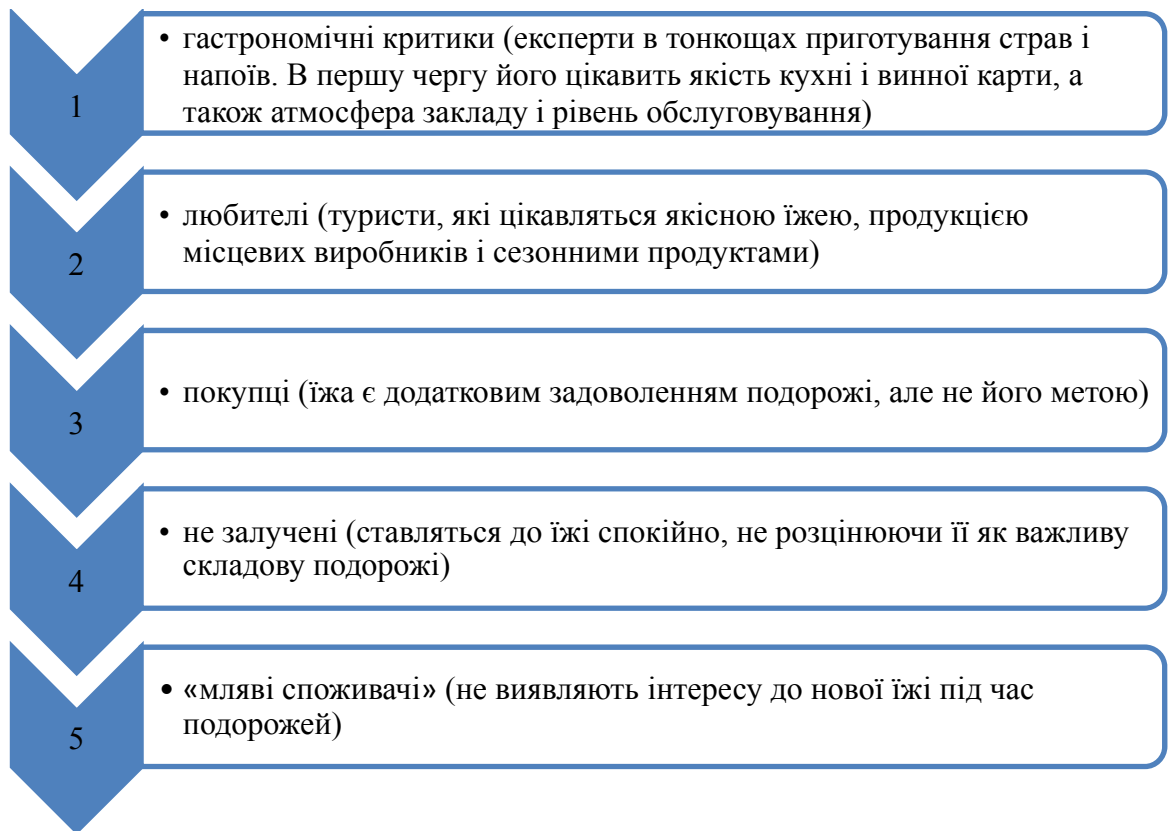 1
• гастрономічні критики (експерти в тонкощах приготування страв і
напоїв. В першу чергу його цікавить якість кухні і винної карти, а
також атмосфера закладу і рівень обслуговування)
2
• любителі (туристи, які цікавляться якісною їжею, продукцією
місцевих виробників і сезонними продуктами)
3
• покупці (їжа є додатковим задоволенням подорожі, але не його метою)
4
• не залучені (ставляться до їжі спокійно, не розцінюючи її як важливу
складову подорожі)
5
• «мляві споживачі» (не виявляють інтересу до нової їжі під час
подорожей)